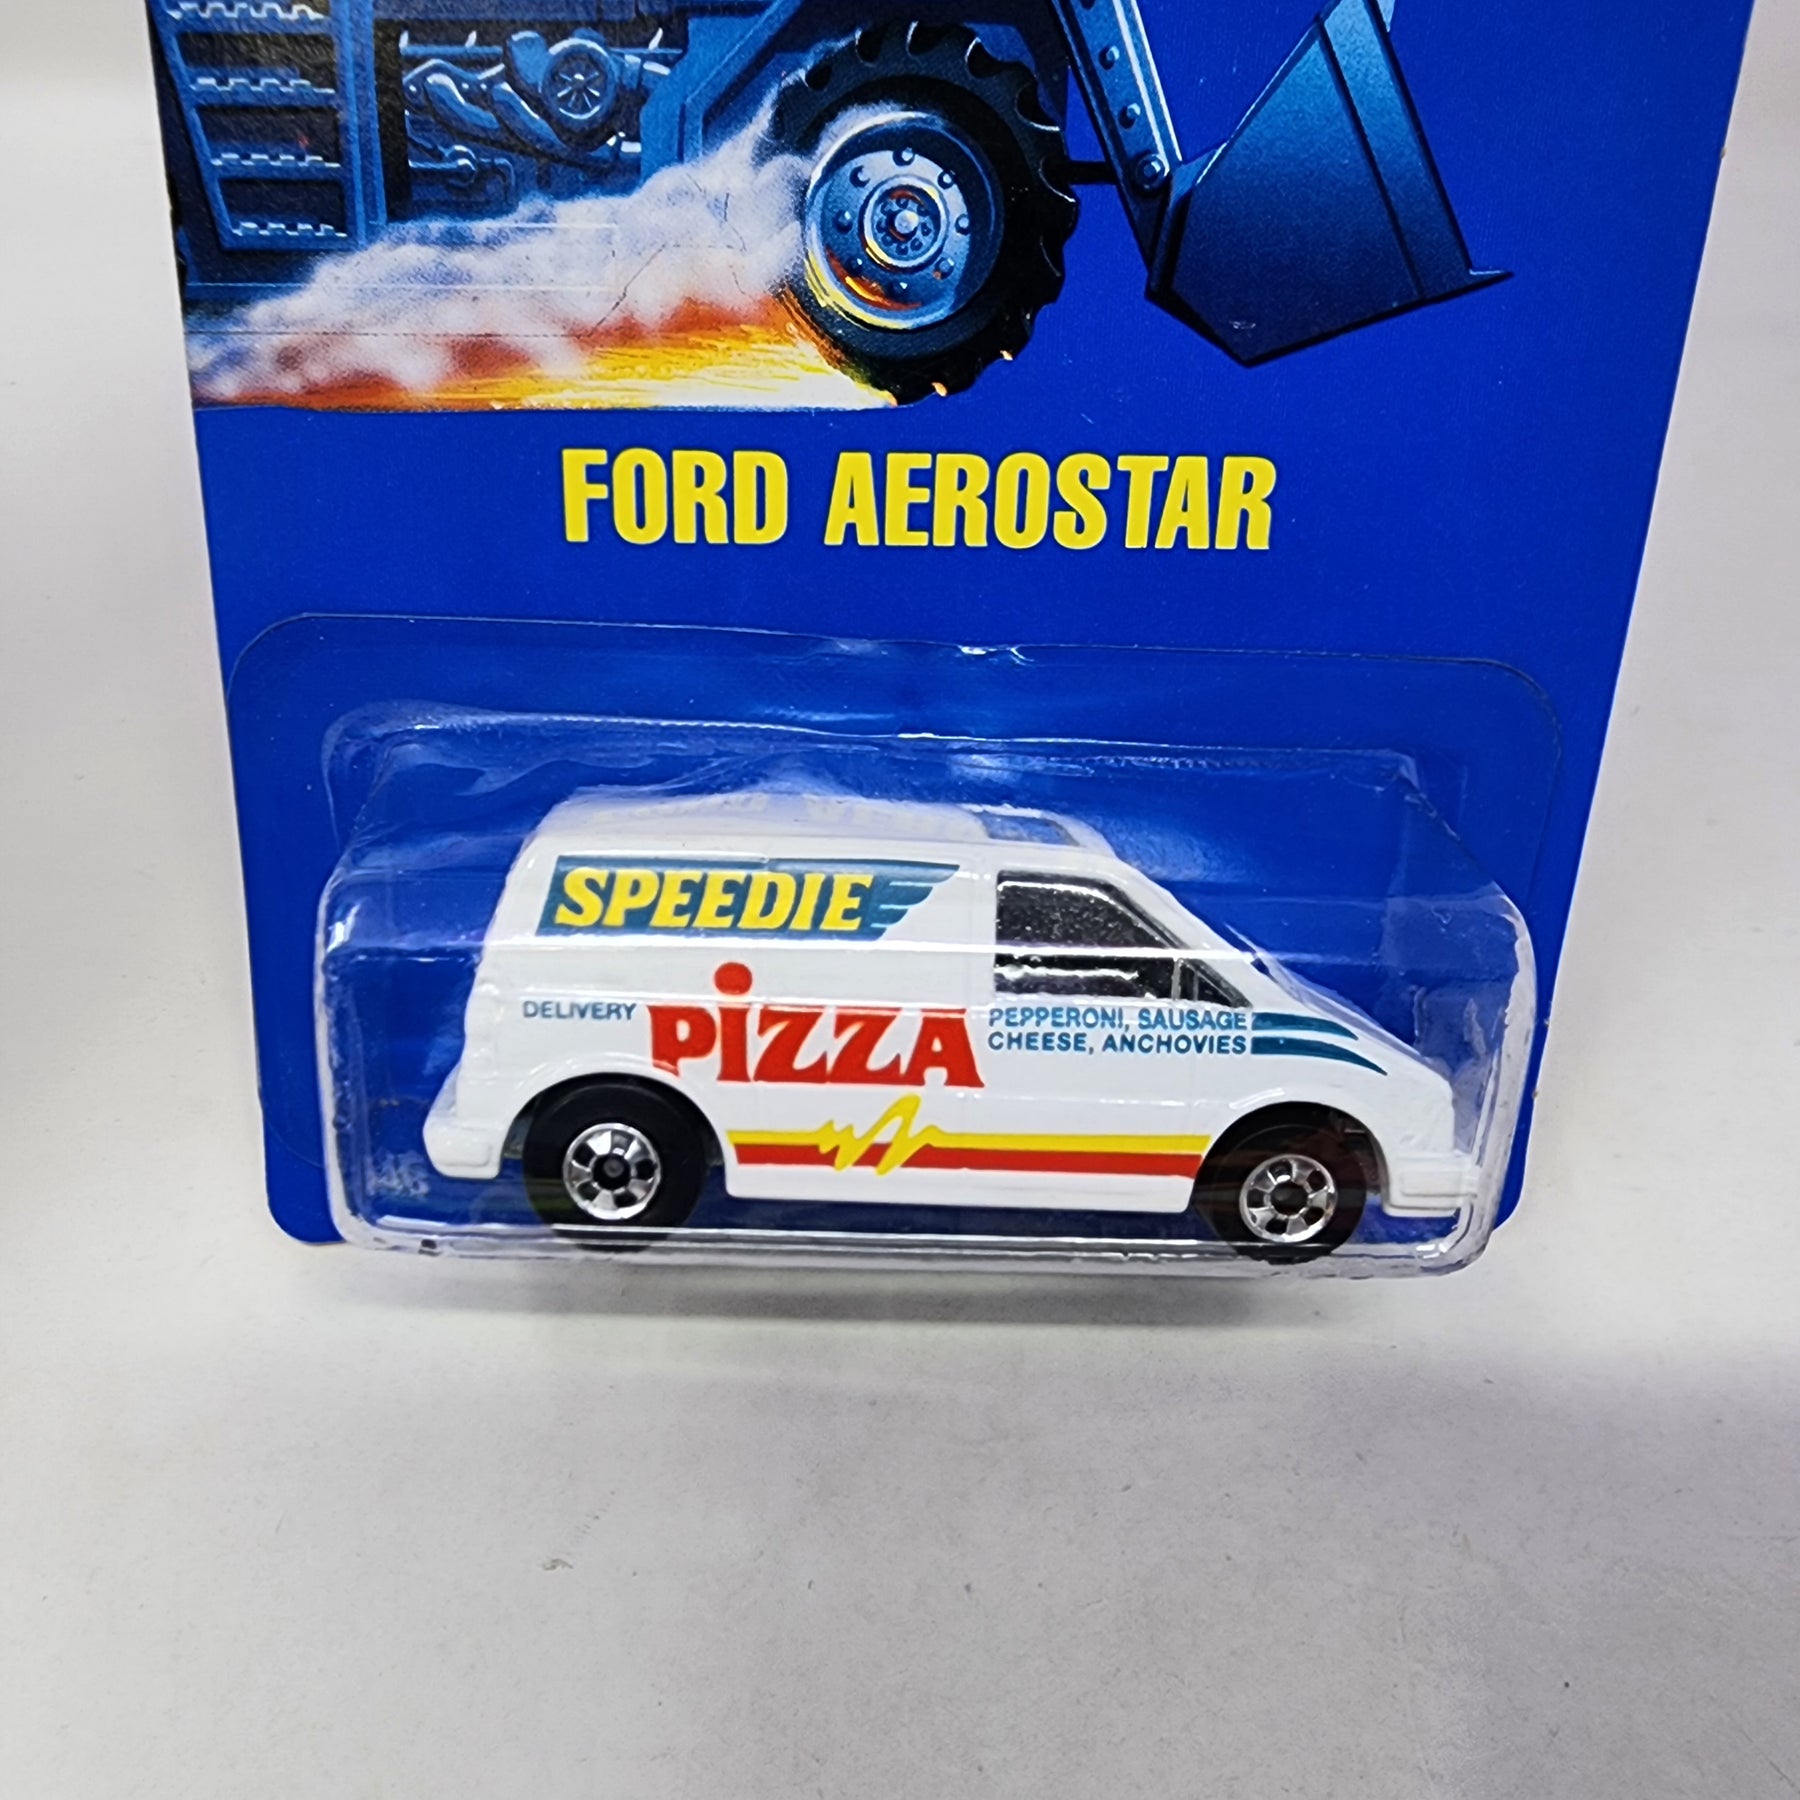 FORD AEROSTAR
SPEEDIE
DELIVERY PiZZA PEPPERONI, SAUSAGE
CHEESE, ANCHOVIES